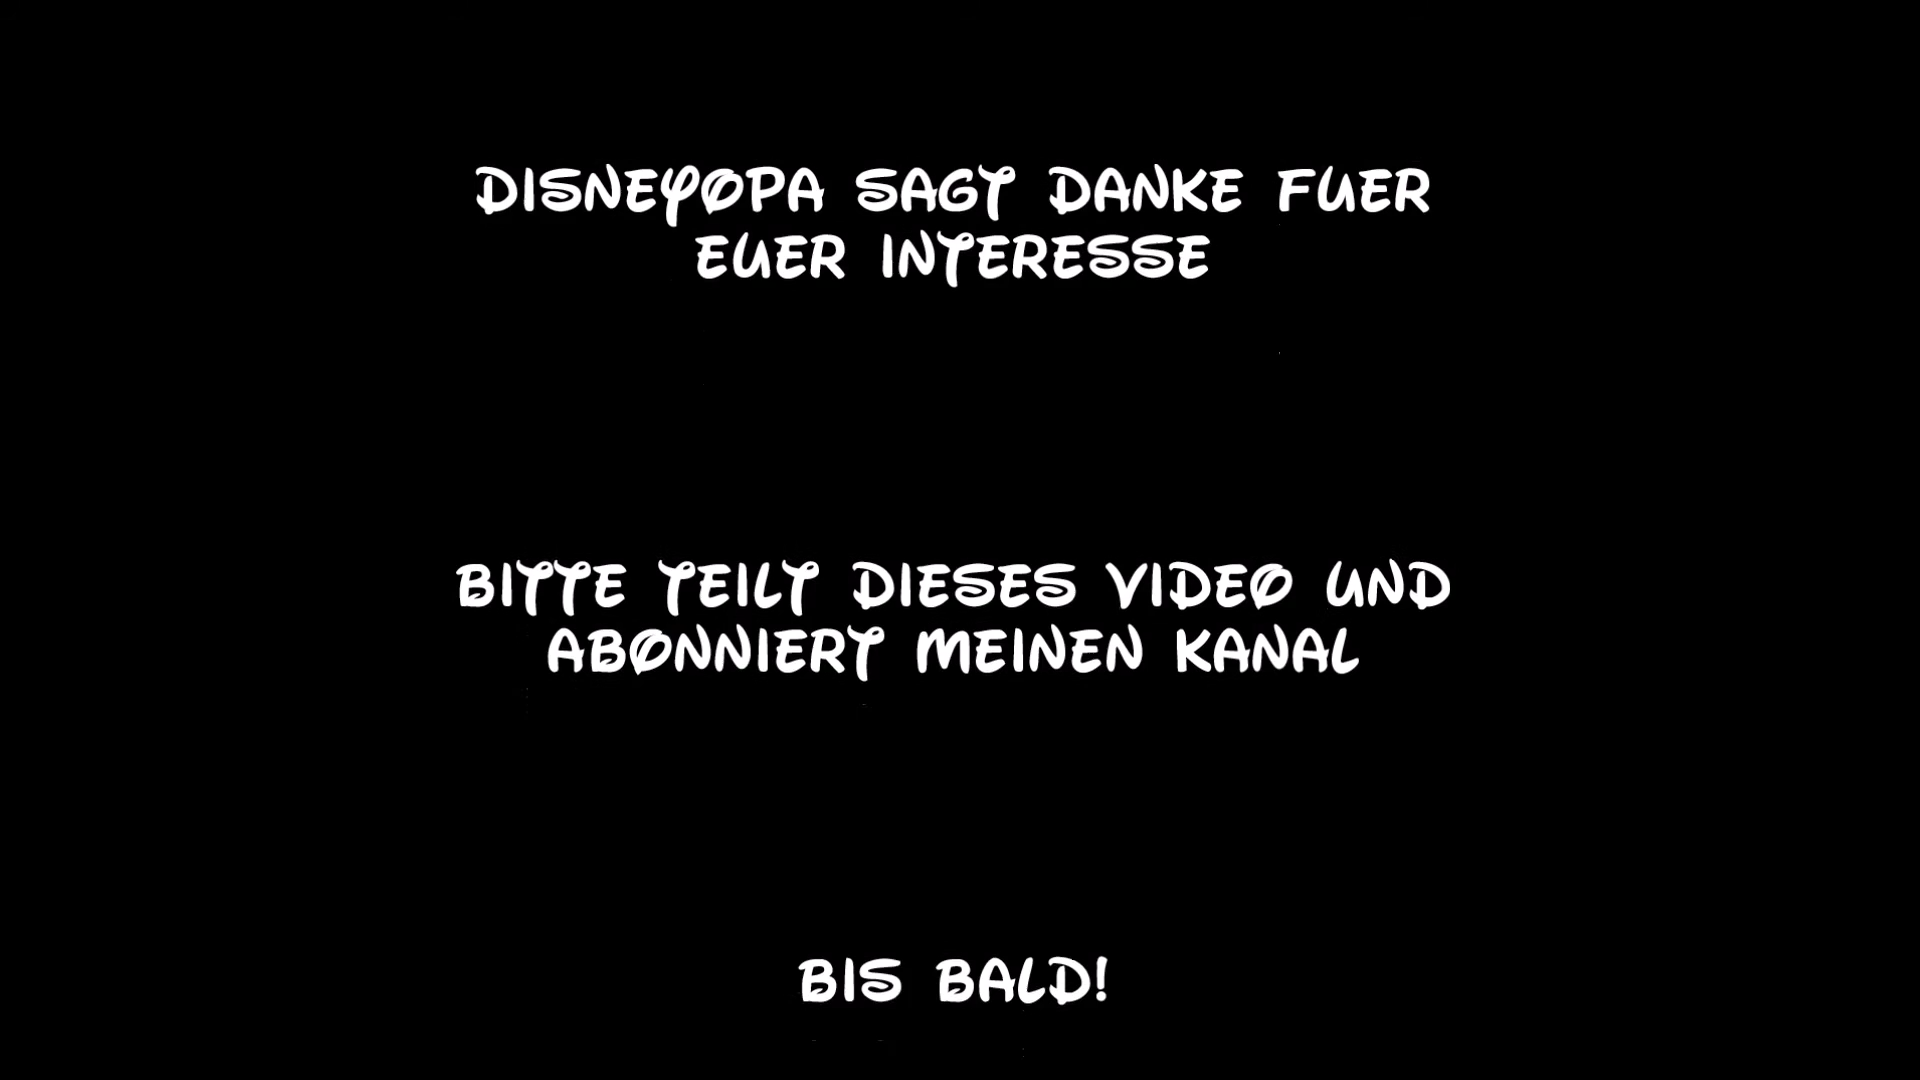 DISNEYOPA SAGT DANKE FUER
EUER INTERESSE
BITTE TEILT DIESES VIDEO UND
ABONNIERT MEINEN KANAL
BIS BALD!